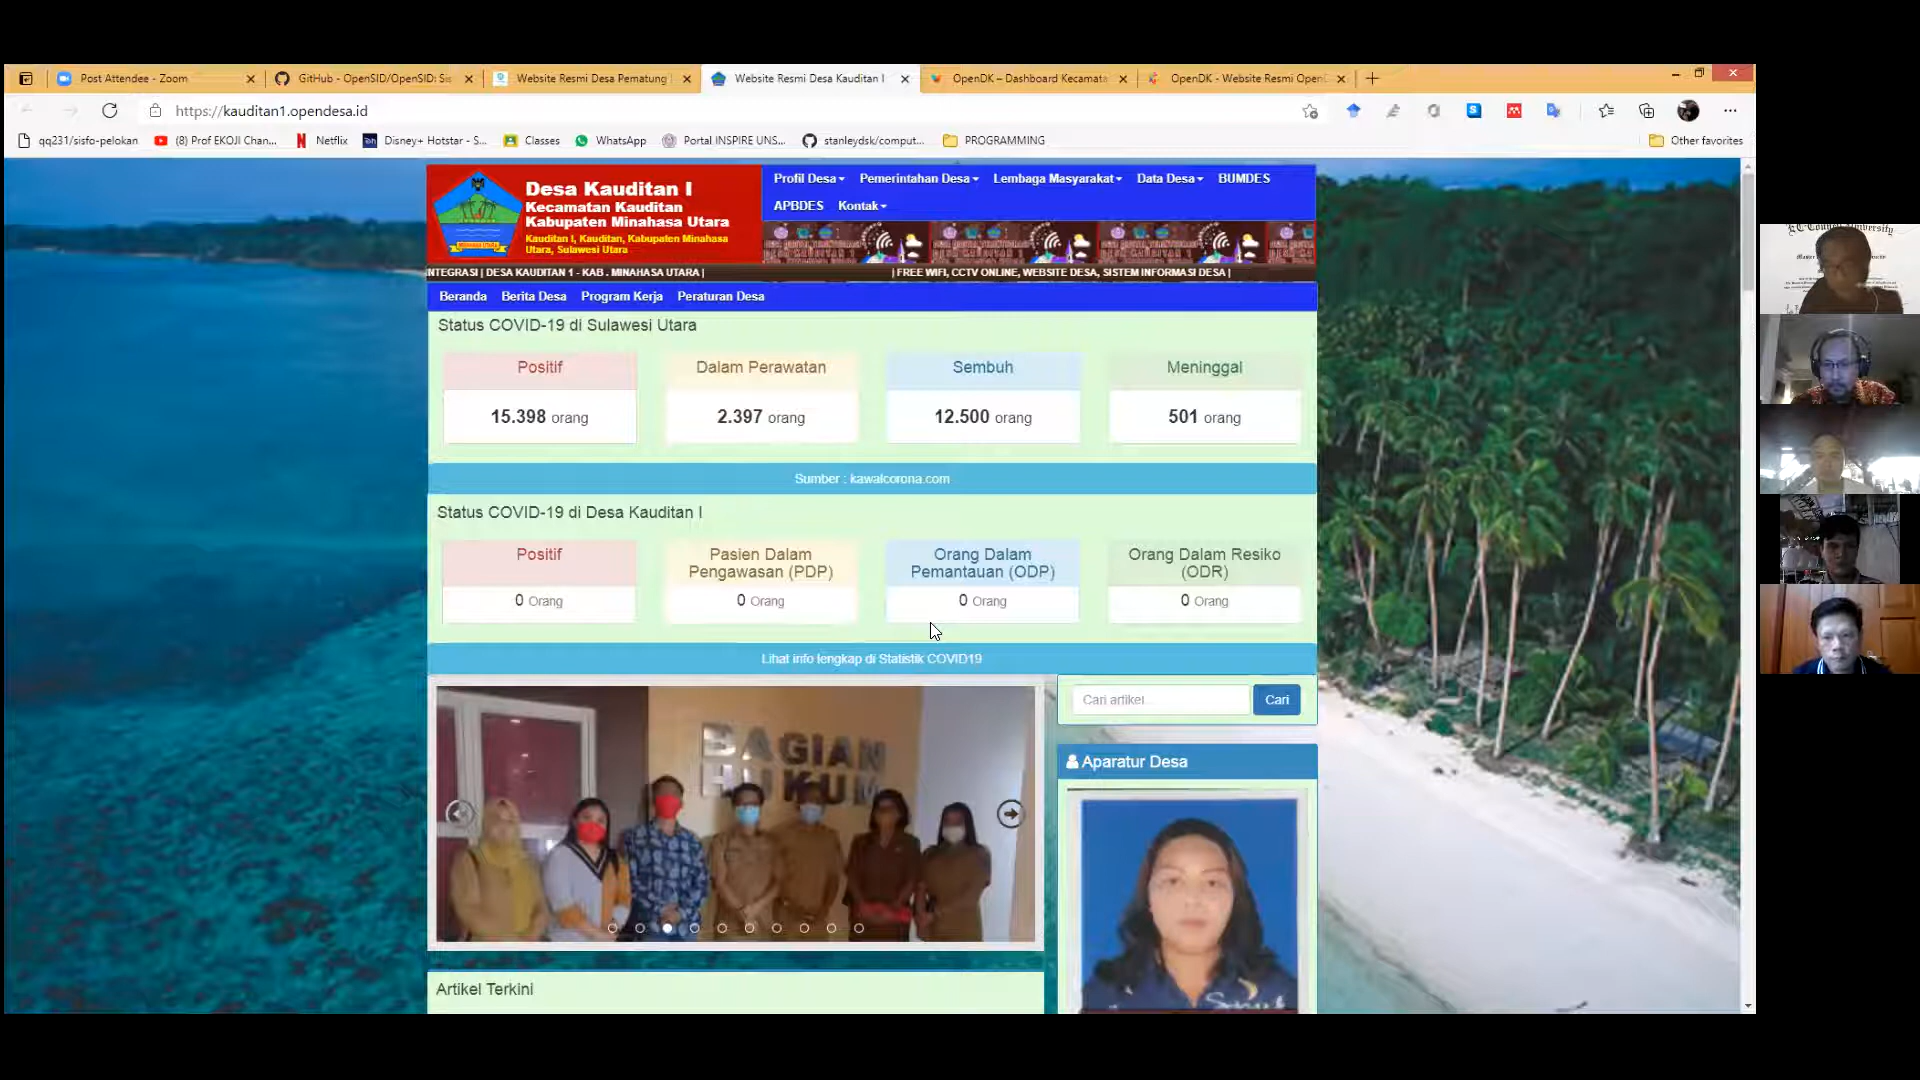 Post Attendee - Zoom
GitHub - OpenSID/OpenSID: Sis
Website Resmi Desa Pematung
Website Resmi Desa Kauditan I
OpenDK – Dashboard Kecamata
OpenDK - Website Resmi Open
https://kauditan1.opendesa.id
qq231/sisfo-pelokan
(8) Prof EKOJI Chan...
Netflix
Disney+ Hotstar - S...
Classes
WhatsApp
Portal INSPIRE UNS...
stanleydsk/comput...
PROGRAMMING
Other favorites
Desa Kauditan I
Kecamatan Kauditan
Kabupaten Minahasa Utara
Kauditan I, Kauditan, Kabupaten Minahasa
Utara, Sulawesi Utara
MINAHASA UTARA
Profil Desa
Pemerintahan Desa
Lembaga Masyarakat
Data Desa
BUMDES
APBDES
Kontak
INTEGRASI | DESA KAUDITAN 1 - KAB . MINAHASA UTARA |
| FREE WIFI, CCTV ONLINE, WEBSITE DESA, SISTEM INFORMASI DESA |
Beranda
Berita Desa
Program Kerja
Peraturan Desa
Status COVID-19 di Sulawesi Utara
Positif
Dalam Perawatan
Sembuh
Meninggal
15.398 orang
2.397 orang
12.500 orang
501 orang
Sumber : kawalcorona.com
Status COVID-19 di Desa Kauditan I
Positif
Pasien Dalam
Pengawasan (PDP)
Orang Dalam
Pemantauan (ODP)
Orang Dalam Resiko
(ODR)
0 Orang
0 Orang
0 Orang
0 Orang
Lihat info lengkap di Statistik COVID19
BAGIAN
HUKUM
Cari artikel...
Cari
Aparatur Desa
Artikel Terkini